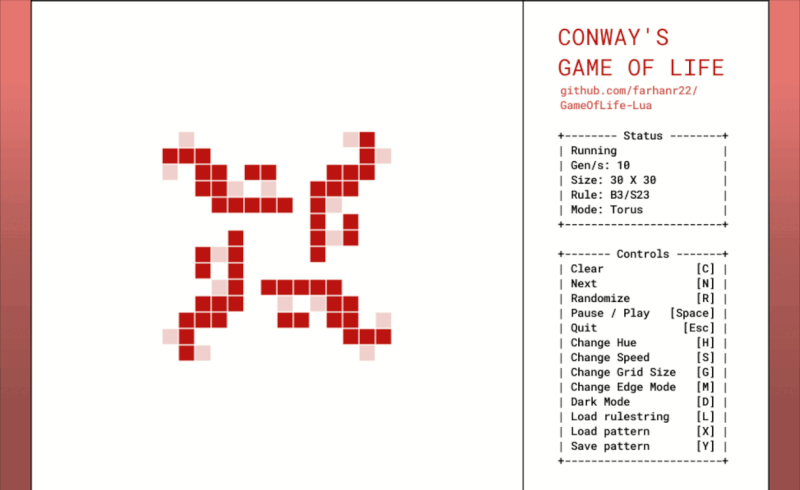 CONWAY'S
GAME OF LIFE
github.com/farhanr22/
GameOfLife-Lua
+-------- Status -------+
| Running |
| Gen/s: 10 |
| Size: 30 X 30 |
| Rule: B3/S23 |
| Mode: Torus |
+-----------------------+
+------- Controls ------+
| Clear [C] |
| Next [N] |
| Randomize [R] |
| Pause / Play [Space] |
| Quit [Esc] |
| Change Hue [H] |
| Change Speed [S] |
| Change Grid Size [G] |
| Change Edge Mode [M] |
| Dark Mode [D] |
| Load rulestring [L] |
| Load pattern [X] |
| Save pattern [Y] |
+-----------------------+